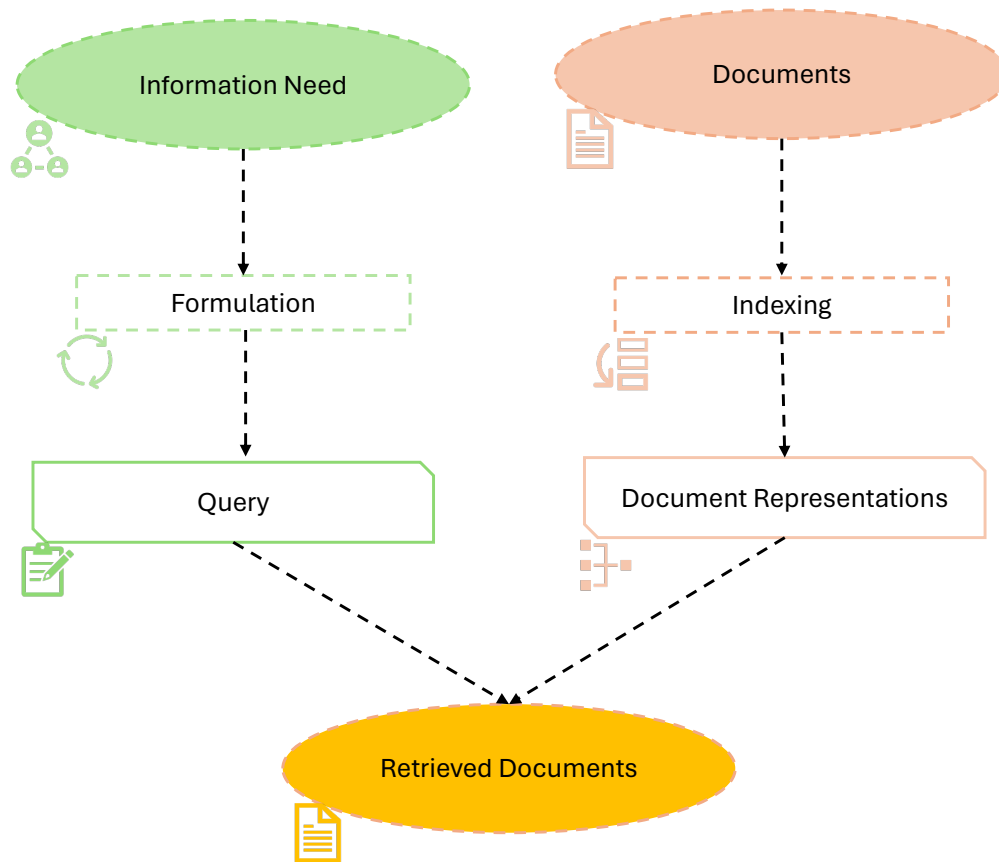 Information Need
Documents
Formulation
Indexing
Query
Document Representations
Retrieved Documents